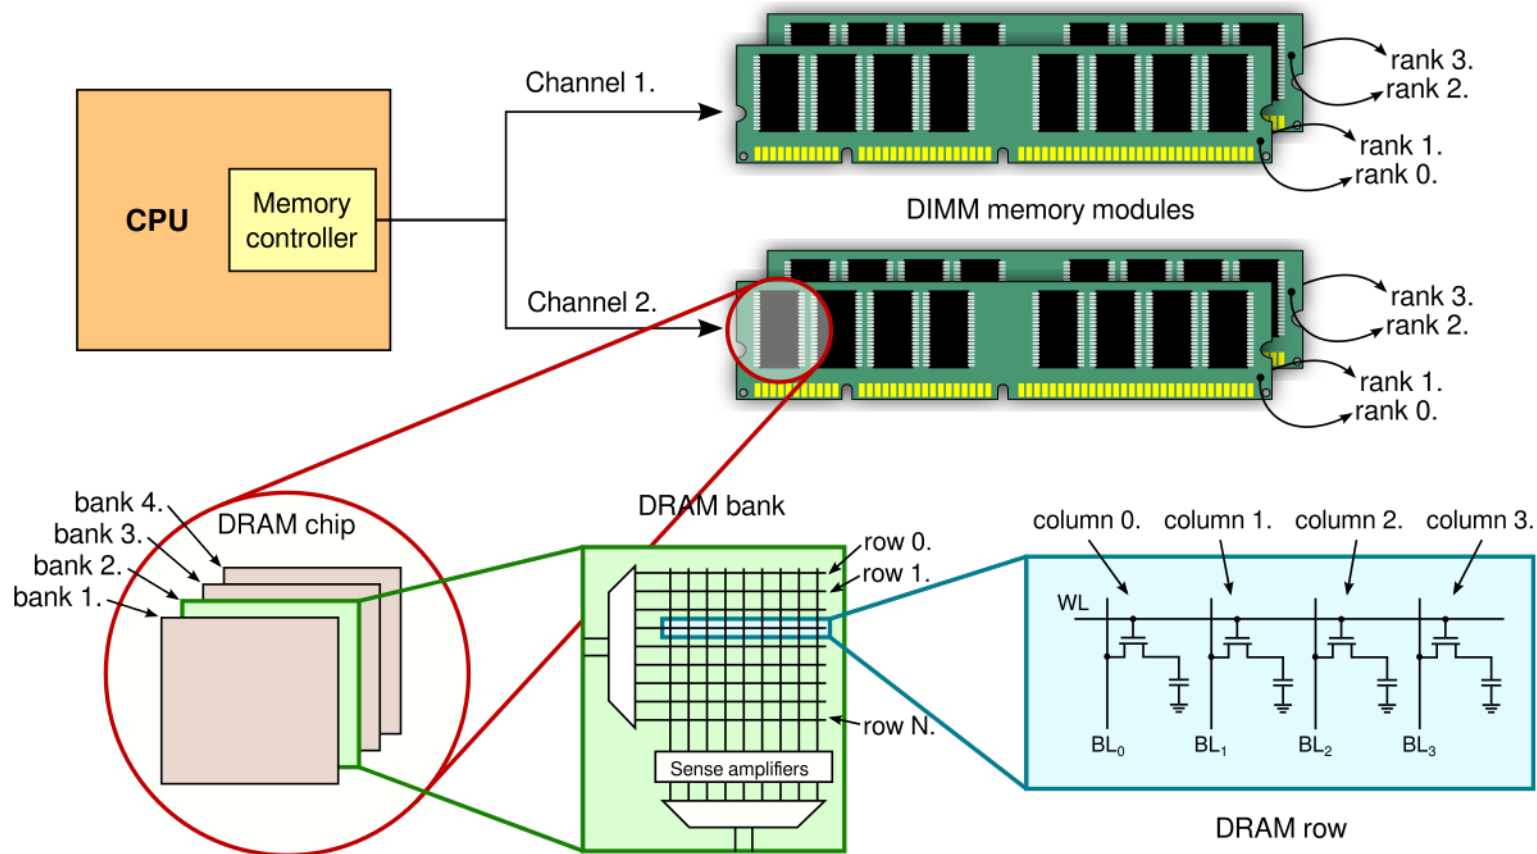 Channel 1.
rank 3.
rank 2.
rank 1.
rank 0.
CPU
Memory
controller
DIMM memory modules
Channel 2.
rank 3.
rank 2.
rank 1.
rank 0.
bank 4.
bank 3.
bank 2.
bank 1.
DRAM chip
DRAM bank
row 0.
row 1.
row N.
Sense amplifiers
column 0. column 1. column 2. column 3.
WL
BL₀ BL₁ BL₂ BL₃
DRAM row